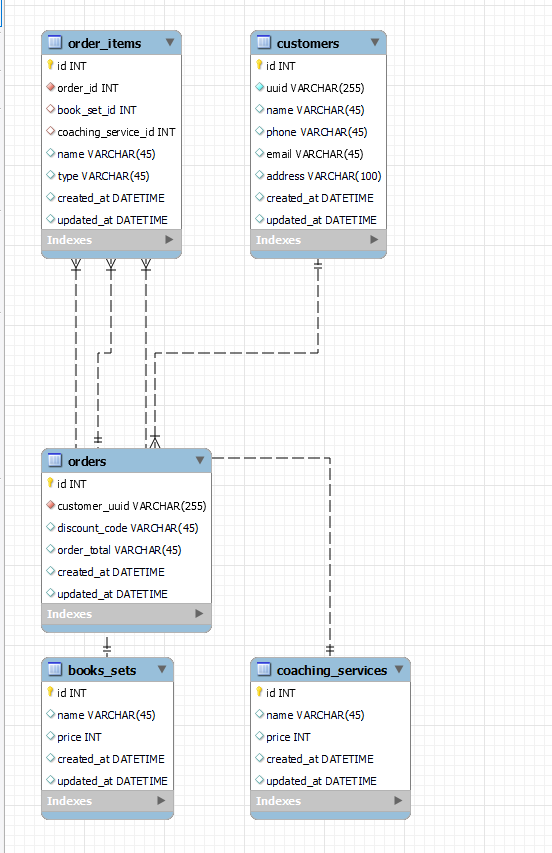 order_items
id INT
order_id INT
book_set_id INT
coaching_service_id INT
name VARCHAR(45)
type VARCHAR(45)
created_at DATETIME
updated_at DATETIME
Indexes
customers
id INT
uuid VARCHAR(255)
name VARCHAR(45)
phone VARCHAR(45)
email VARCHAR(45)
address VARCHAR(100)
created_at DATETIME
updated_at DATETIME
Indexes
orders
id INT
customer_uuid VARCHAR(255)
discount_code VARCHAR(45)
order_total VARCHAR(45)
created_at DATETIME
updated_at DATETIME
Indexes
books_sets
id INT
name VARCHAR(45)
price INT
created_at DATETIME
updated_at DATETIME
Indexes
coaching_services
id INT
name VARCHAR(45)
price INT
created_at DATETIME
updated_at DATETIME
Indexes